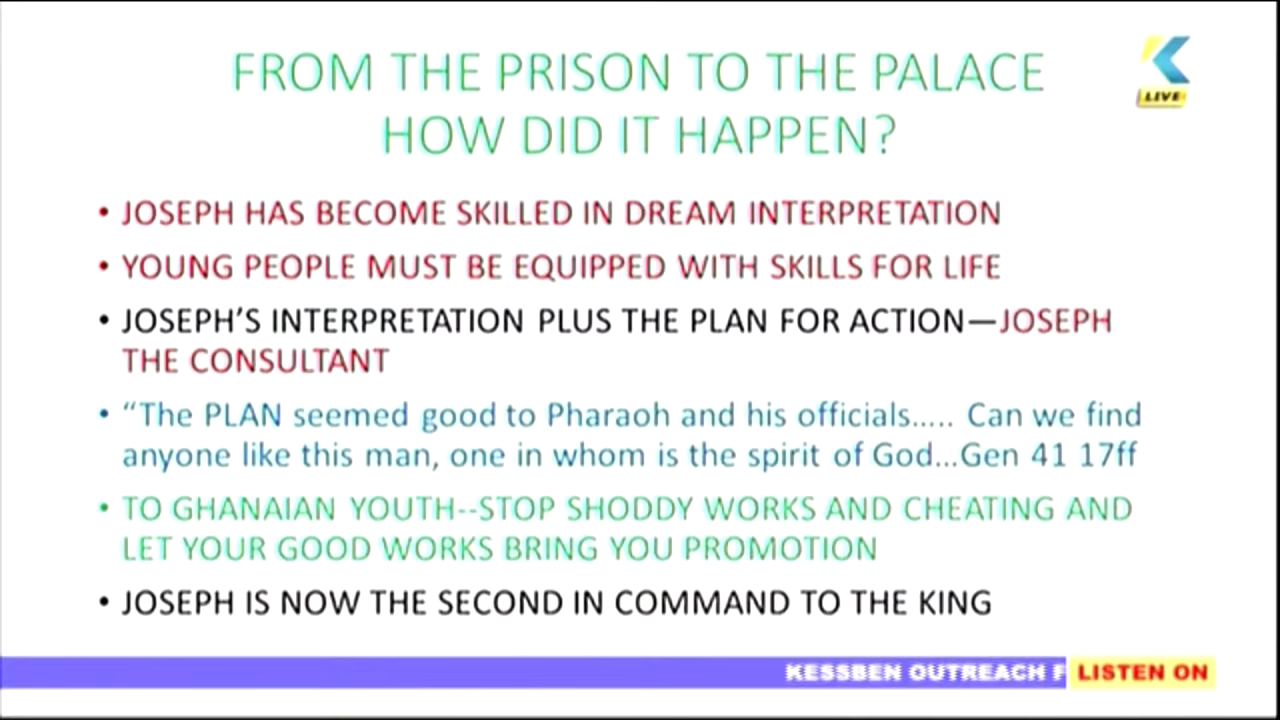 FROM THE PRISON TO THE PALACE
HOW DID IT HAPPEN?
LIVE
• JOSEPH HAS BECOME SKILLED IN DREAM INTERPRETATION
• YOUNG PEOPLE MUST BE EQUIPPED WITH SKILLS FOR LIFE
• JOSEPH’S INTERPRETATION PLUS THE PLAN FOR ACTION—JOSEPH
THE CONSULTANT
• “The PLAN seemed good to Pharaoh and his officials..... Can we find
anyone like this man, one in whom is the spirit of God...Gen 41 17ff
• TO GHANAIAN YOUTH--STOP SHODDY WORKS AND CHEATING AND
LET YOUR GOOD WORKS BRING YOU PROMOTION
• JOSEPH IS NOW THE SECOND IN COMMAND TO THE KING
KESSBEN OUTREACH F
LISTEN ON